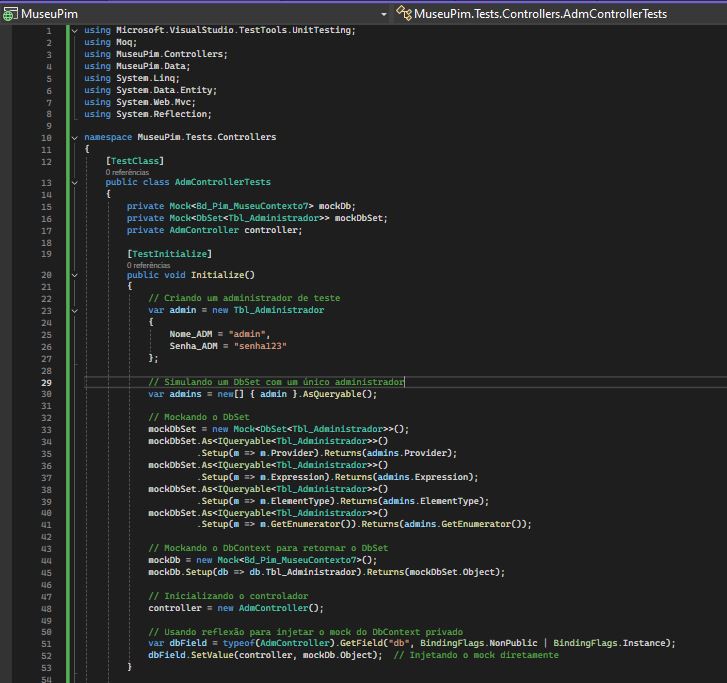 MuseuPim MuseuPim.Tests.Controllers.AdmControllerTests
1 using Microsoft.VisualStudio.TestTools.UnitTesting;
2 using Moq;
3 using MuseuPim.Controllers;
4 using MuseuPim.Data;
5 using System.Linq;
6 using System.Data.Entity;
7 using System.Web.Mvc;
8 using System.Reflection;
9
10 namespace MuseuPim.Tests.Controllers
11 {
12 [TestClass]
0 referências
13 public class AdmControllerTests
14 {
15 private Mock<Bd_Pim_MuseuContexto7> mockDb;
16 private Mock<DbSet<Tbl_Administrador>> mockDbSet;
17 private AdmController controller;
18
19 [TestInitialize]
0 referências
20 public void Initialize()
21 {
22 // Criando um administrador de teste
23 var admin = new Tbl_Administrador
24 {
25 Nome_ADM = "admin",
26 Senha_ADM = "senha123"
27 };
28
29 // Simulando um DbSet com um único administrador
30 var admins = new[] { admin }.AsQueryable();
31
32 // Mockando o DbSet
33 mockDbSet = new Mock<DbSet<Tbl_Administrador>>();
34 mockDbSet.As<IQueryable<Tbl_Administrador>>()
35 .Setup(m => m.Provider).Returns(admins.Provider);
36 mockDbSet.As<IQueryable<Tbl_Administrador>>()
37 .Setup(m => m.Expression).Returns(admins.Expression);
38 mockDbSet.As<IQueryable<Tbl_Administrador>>()
39 .Setup(m => m.ElementType).Returns(admins.ElementType);
40 mockDbSet.As<IQueryable<Tbl_Administrador>>()
41 .Setup(m => m.GetEnumerator()).Returns(admins.GetEnumerator());
42
43 // Mockando o DbContext para retornar o DbSet
44 mockDb = new Mock<Bd_Pim_MuseuContexto7>();
45 mockDb.Setup(db => db.Tbl_Administrador).Returns(mockDbSet.Object);
46
47 // Inicializando o controlador
48 controller = new AdmController();
49
50 // Usando reflexão para injetar o mock do DbContext privado
51 var dbField = typeof(AdmController).GetField("db", BindingFlags.NonPublic | BindingFlags.Instance);
52 dbField.SetValue(controller, mockDb.Object); // Injetando o mock diretamente
53 }
54